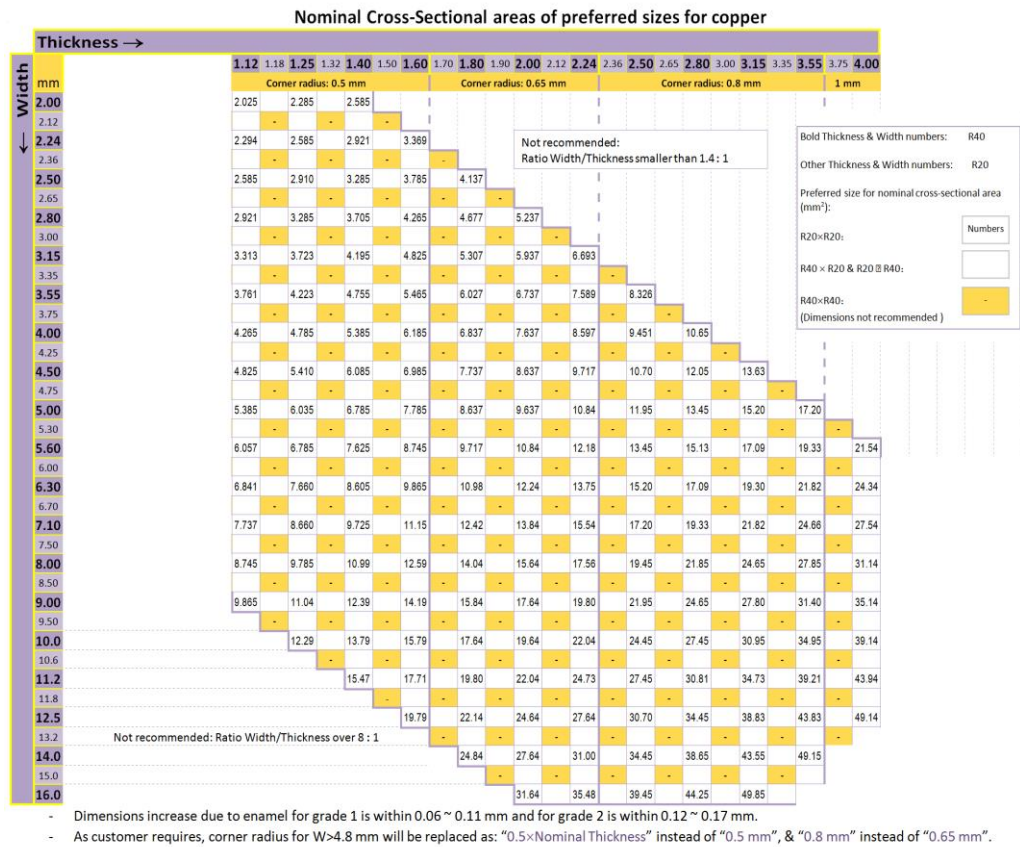 Nominal Cross-Sectional areas of preferred sizes for copper
Thickness →
Width →
mm
1.12 1.18 1.25 1.32 1.40 1.50 1.60 1.70 1.80 1.90 2.00 2.12 2.24 2.36 2.50 2.65 2.80 3.00 3.15 3.35 3.55 3.75 4.00
Corner radius: 0.5 mm Corner radius: 0.65 mm Corner radius: 0.8 mm 1 mm
2.00 2.025 2.285 2.585
2.12 - - -
2.24 2.294 2.585 2.921 3.369
2.36 - - - -
2.50 2.585 2.910 3.285 3.785 4.137
2.65 - - - - -
2.80 2.921 3.285 3.705 4.265 4.677 5.237
3.00 - - - - - -
3.15 3.313 3.723 4.195 4.825 5.307 5.937 6.693
3.35 - - - - - - -
3.55 3.761 4.223 4.755 5.465 6.027 6.737 7.589 8.326
3.75 - - - - - - - -
4.00 4.265 4.785 5.385 6.185 6.837 7.637 8.597 9.451 10.65
4.25 - - - - - - - - -
4.50 4.825 5.410 6.085 6.985 7.737 8.637 9.717 10.70 12.05 13.63
4.75 - - - - - - - - - -
5.00 5.385 6.035 6.785 7.785 8.637 9.637 10.84 11.95 13.45 15.20 17.20
5.30 - - - - - - - - - - -
5.60 6.057 6.785 7.625 8.745 9.717 10.84 12.18 13.45 15.13 17.09 19.33 21.54
6.00 - - - - - - - - - - -
6.30 6.841 7.660 8.605 9.865 10.98 12.24 13.75 15.20 17.09 19.30 21.82 24.34
6.70 - - - - - - - - - - -
7.10 7.737 8.660 9.725 11.15 12.42 13.84 15.54 17.20 19.33 21.82 24.66 27.54
7.50 - - - - - - - - - - -
8.00 8.745 9.785 10.99 12.59 14.04 15.64 17.56 19.45 21.85 24.65 27.85 31.14
8.50 - - - - - - - - - - -
9.00 9.865 11.04 12.39 14.19 15.84 17.64 19.80 21.95 24.65 27.80 31.40 35.14
9.50 - - - - - - - - - - -
10.0 12.29 13.79 15.79 17.64 19.64 22.04 24.45 27.45 30.95 34.95 39.14
10.6 - - - - - - - - - -
11.2 15.47 17.71 19.80 22.04 24.73 27.45 30.81 34.73 39.21 43.94
11.8 - - - - - - - - -
12.5 19.79 22.14 24.64 27.64 30.70 34.45 38.83 43.83 49.14
13.2 - - - - - - - -
14.0 24.84 27.64 31.00 34.45 38.65 43.55 49.15
15.0 - - - - - -
16.0 31.64 35.48 39.45 44.25 49.85
Not recommended:
Ratio Width/Thickness smaller than 1.4 : 1
Bold Thickness & Width numbers: R40
Other Thickness & Width numbers: R20
Preferred size for nominal cross-sectional area
(mm²):
R20×R20: Numbers
R40 × R20 & R20 ⍰ R40:
R40×R40: -
(Dimensions not recommended )
Not recommended: Ratio Width/Thickness over 8 : 1
- Dimensions increase due to enamel for grade 1 is within 0.06 ~ 0.11 mm and for grade 2 is within 0.12 ~ 0.17 mm.
- As customer requires, corner radius for W>4.8 mm will be replaced as: “0.5×Nominal Thickness” instead of “0.5 mm”, & “0.8 mm” instead of “0.65 mm”.